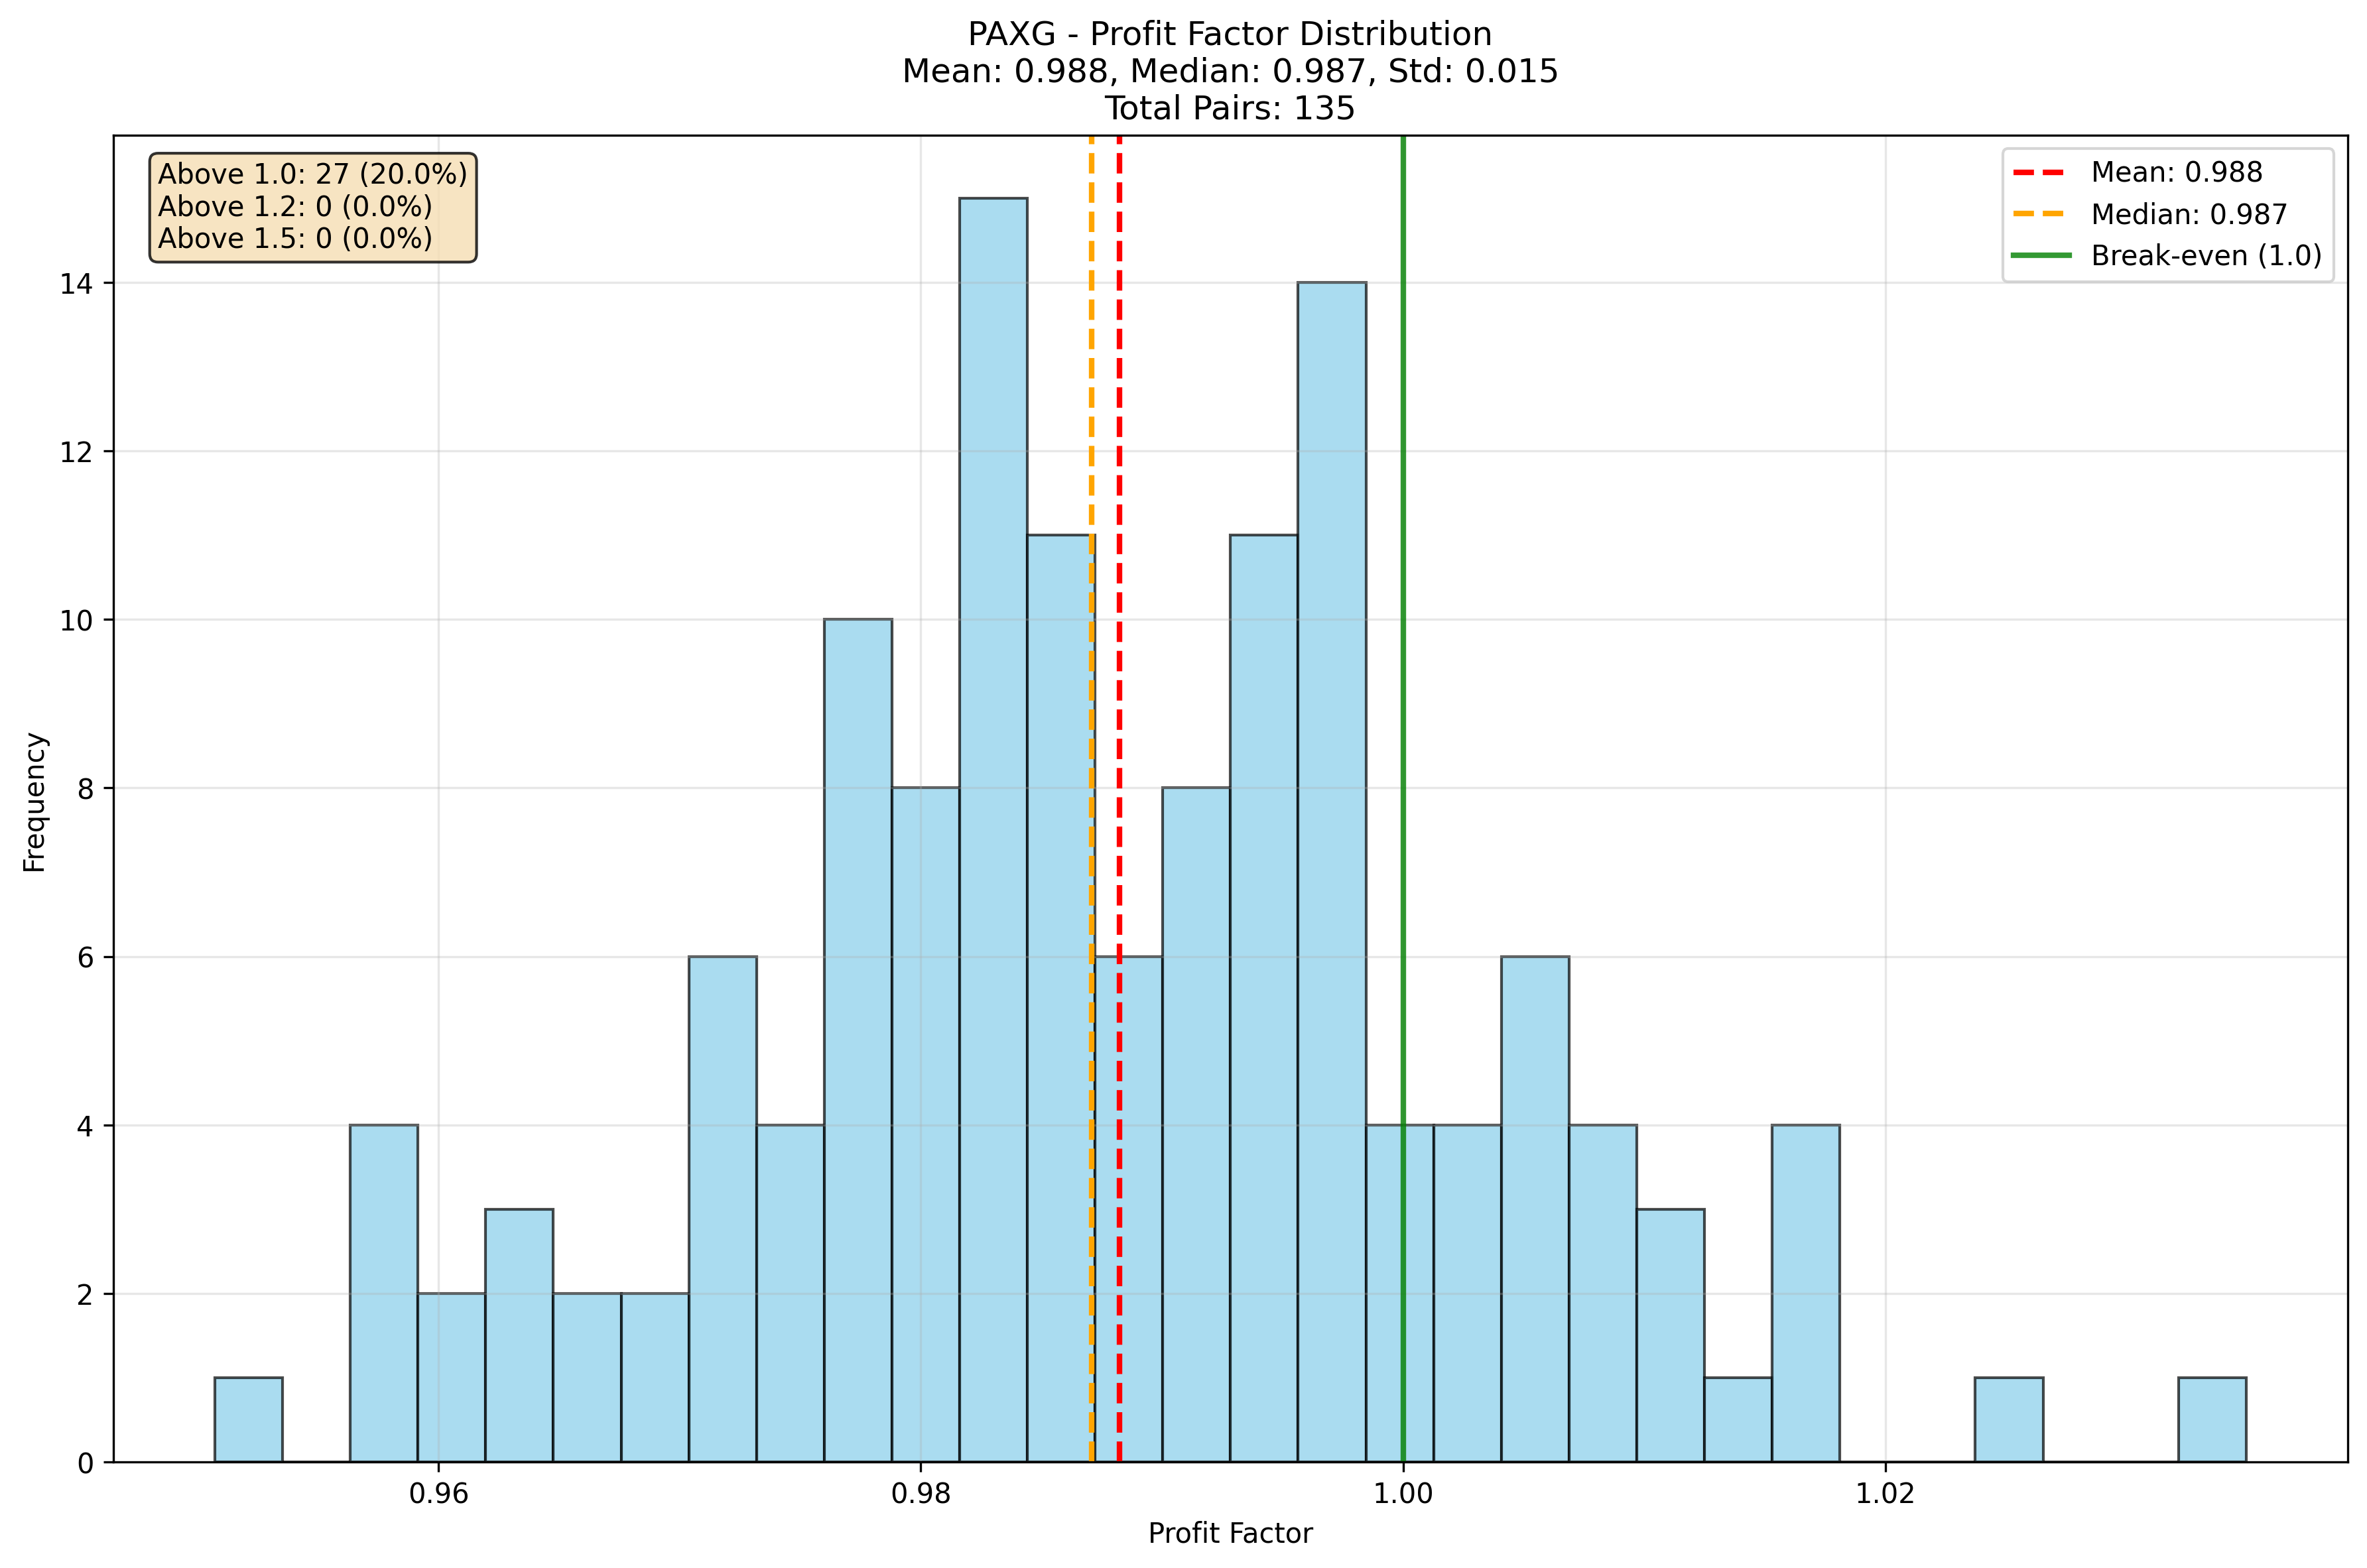 PAXG - Profit Factor Distribution
Mean: 0.988, Median: 0.987, Std: 0.015
Total Pairs: 135
Above 1.0: 27 (20.0%)
Above 1.2: 0 (0.0%)
Above 1.5: 0 (0.0%)
Mean: 0.988
Median: 0.987
Break-even (1.0)
Frequency
14
12
10
8
6
4
2
0
0.96
0.98
1.00
1.02
Profit Factor